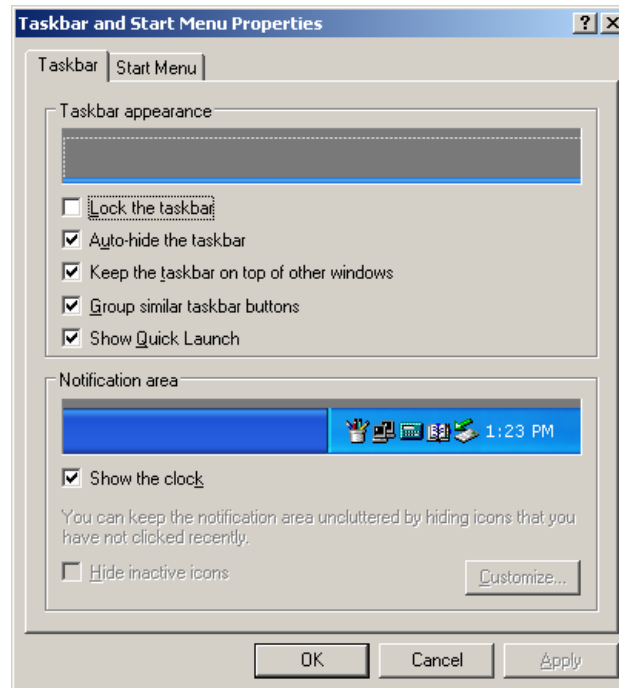 Taskbar and Start Menu Properties
Taskbar
Start Menu
Taskbar appearance
Lock the taskbar
Auto-hide the taskbar
Keep the taskbar on top of other windows
Group similar taskbar buttons
Show Quick Launch
Notification area
1:23 PM
Show the clock
You can keep the notification area uncluttered by hiding icons that you
have not clicked recently.
Hide inactive icons
Customize...
OK
Cancel
Apply